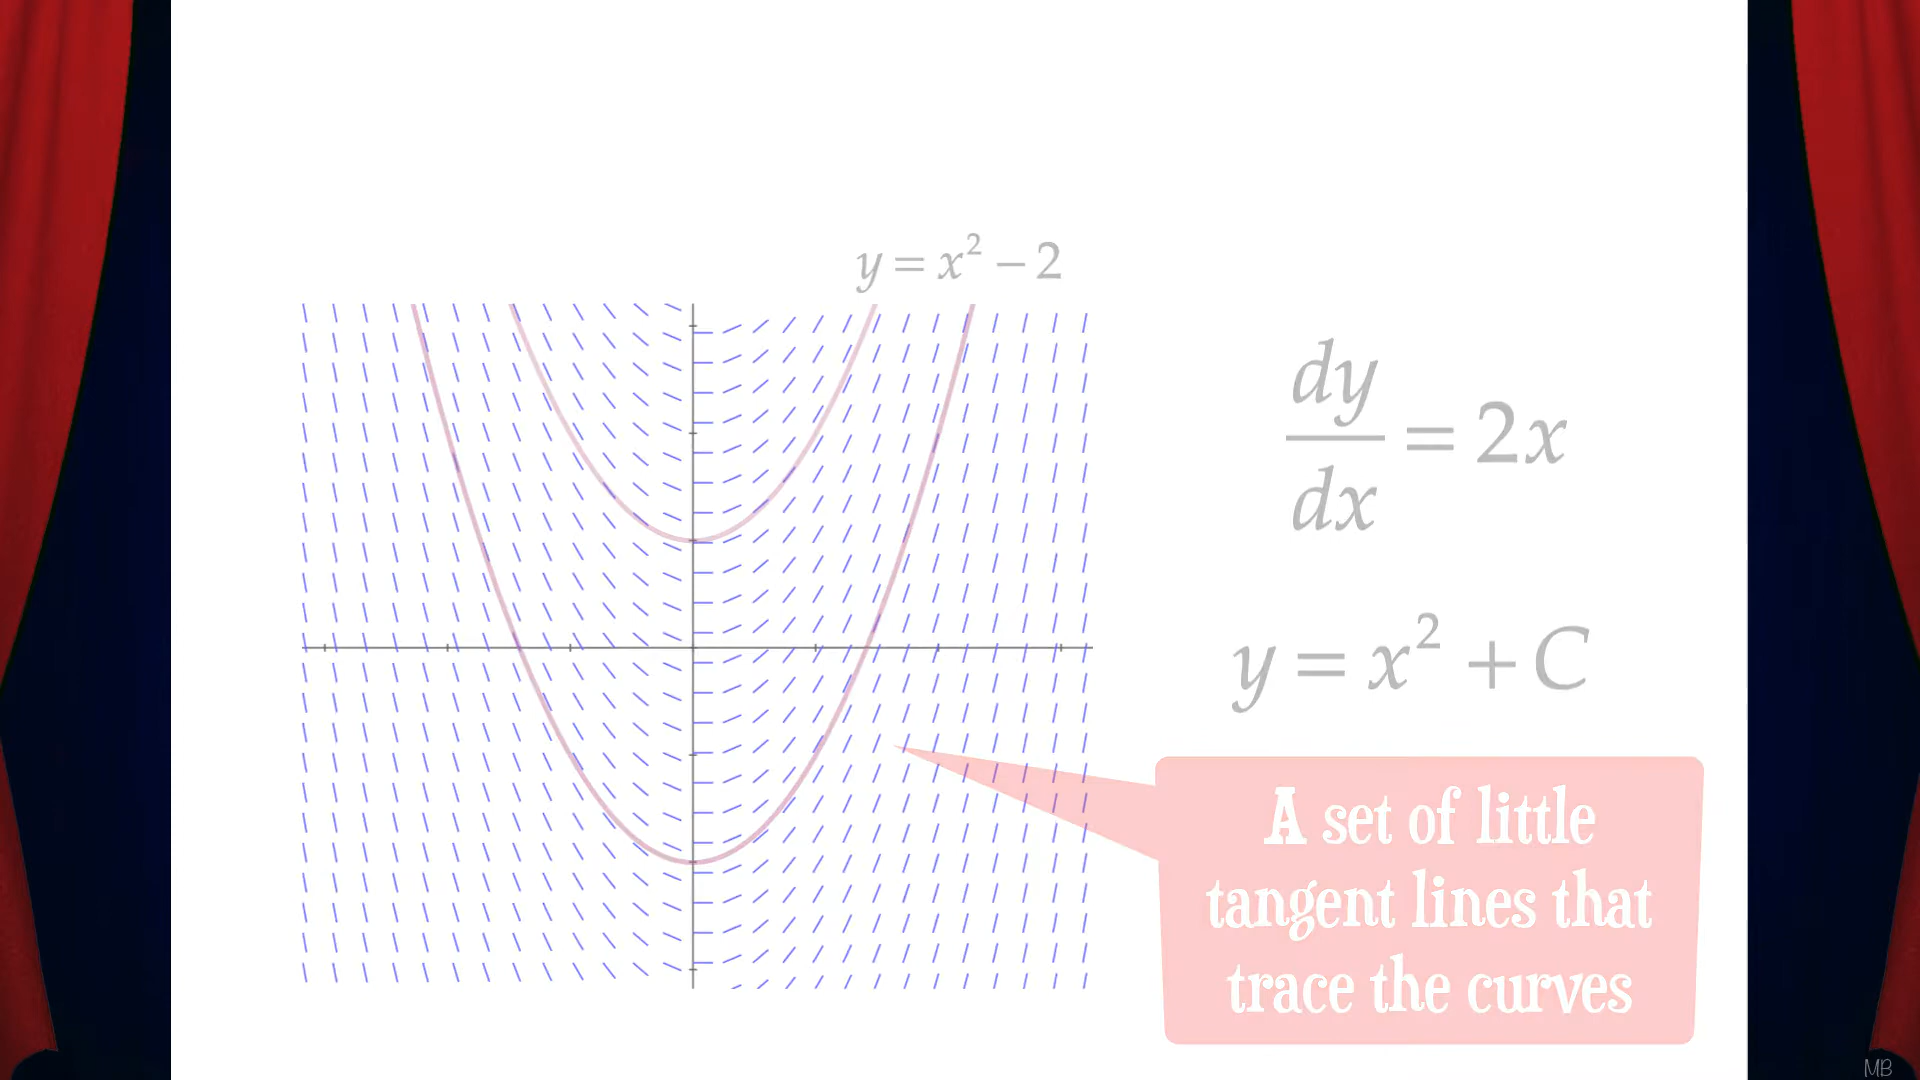 y = x² − 2
dy/dx = 2x
y = x² + C
A set of little
tangent lines that
trace the curves
MB